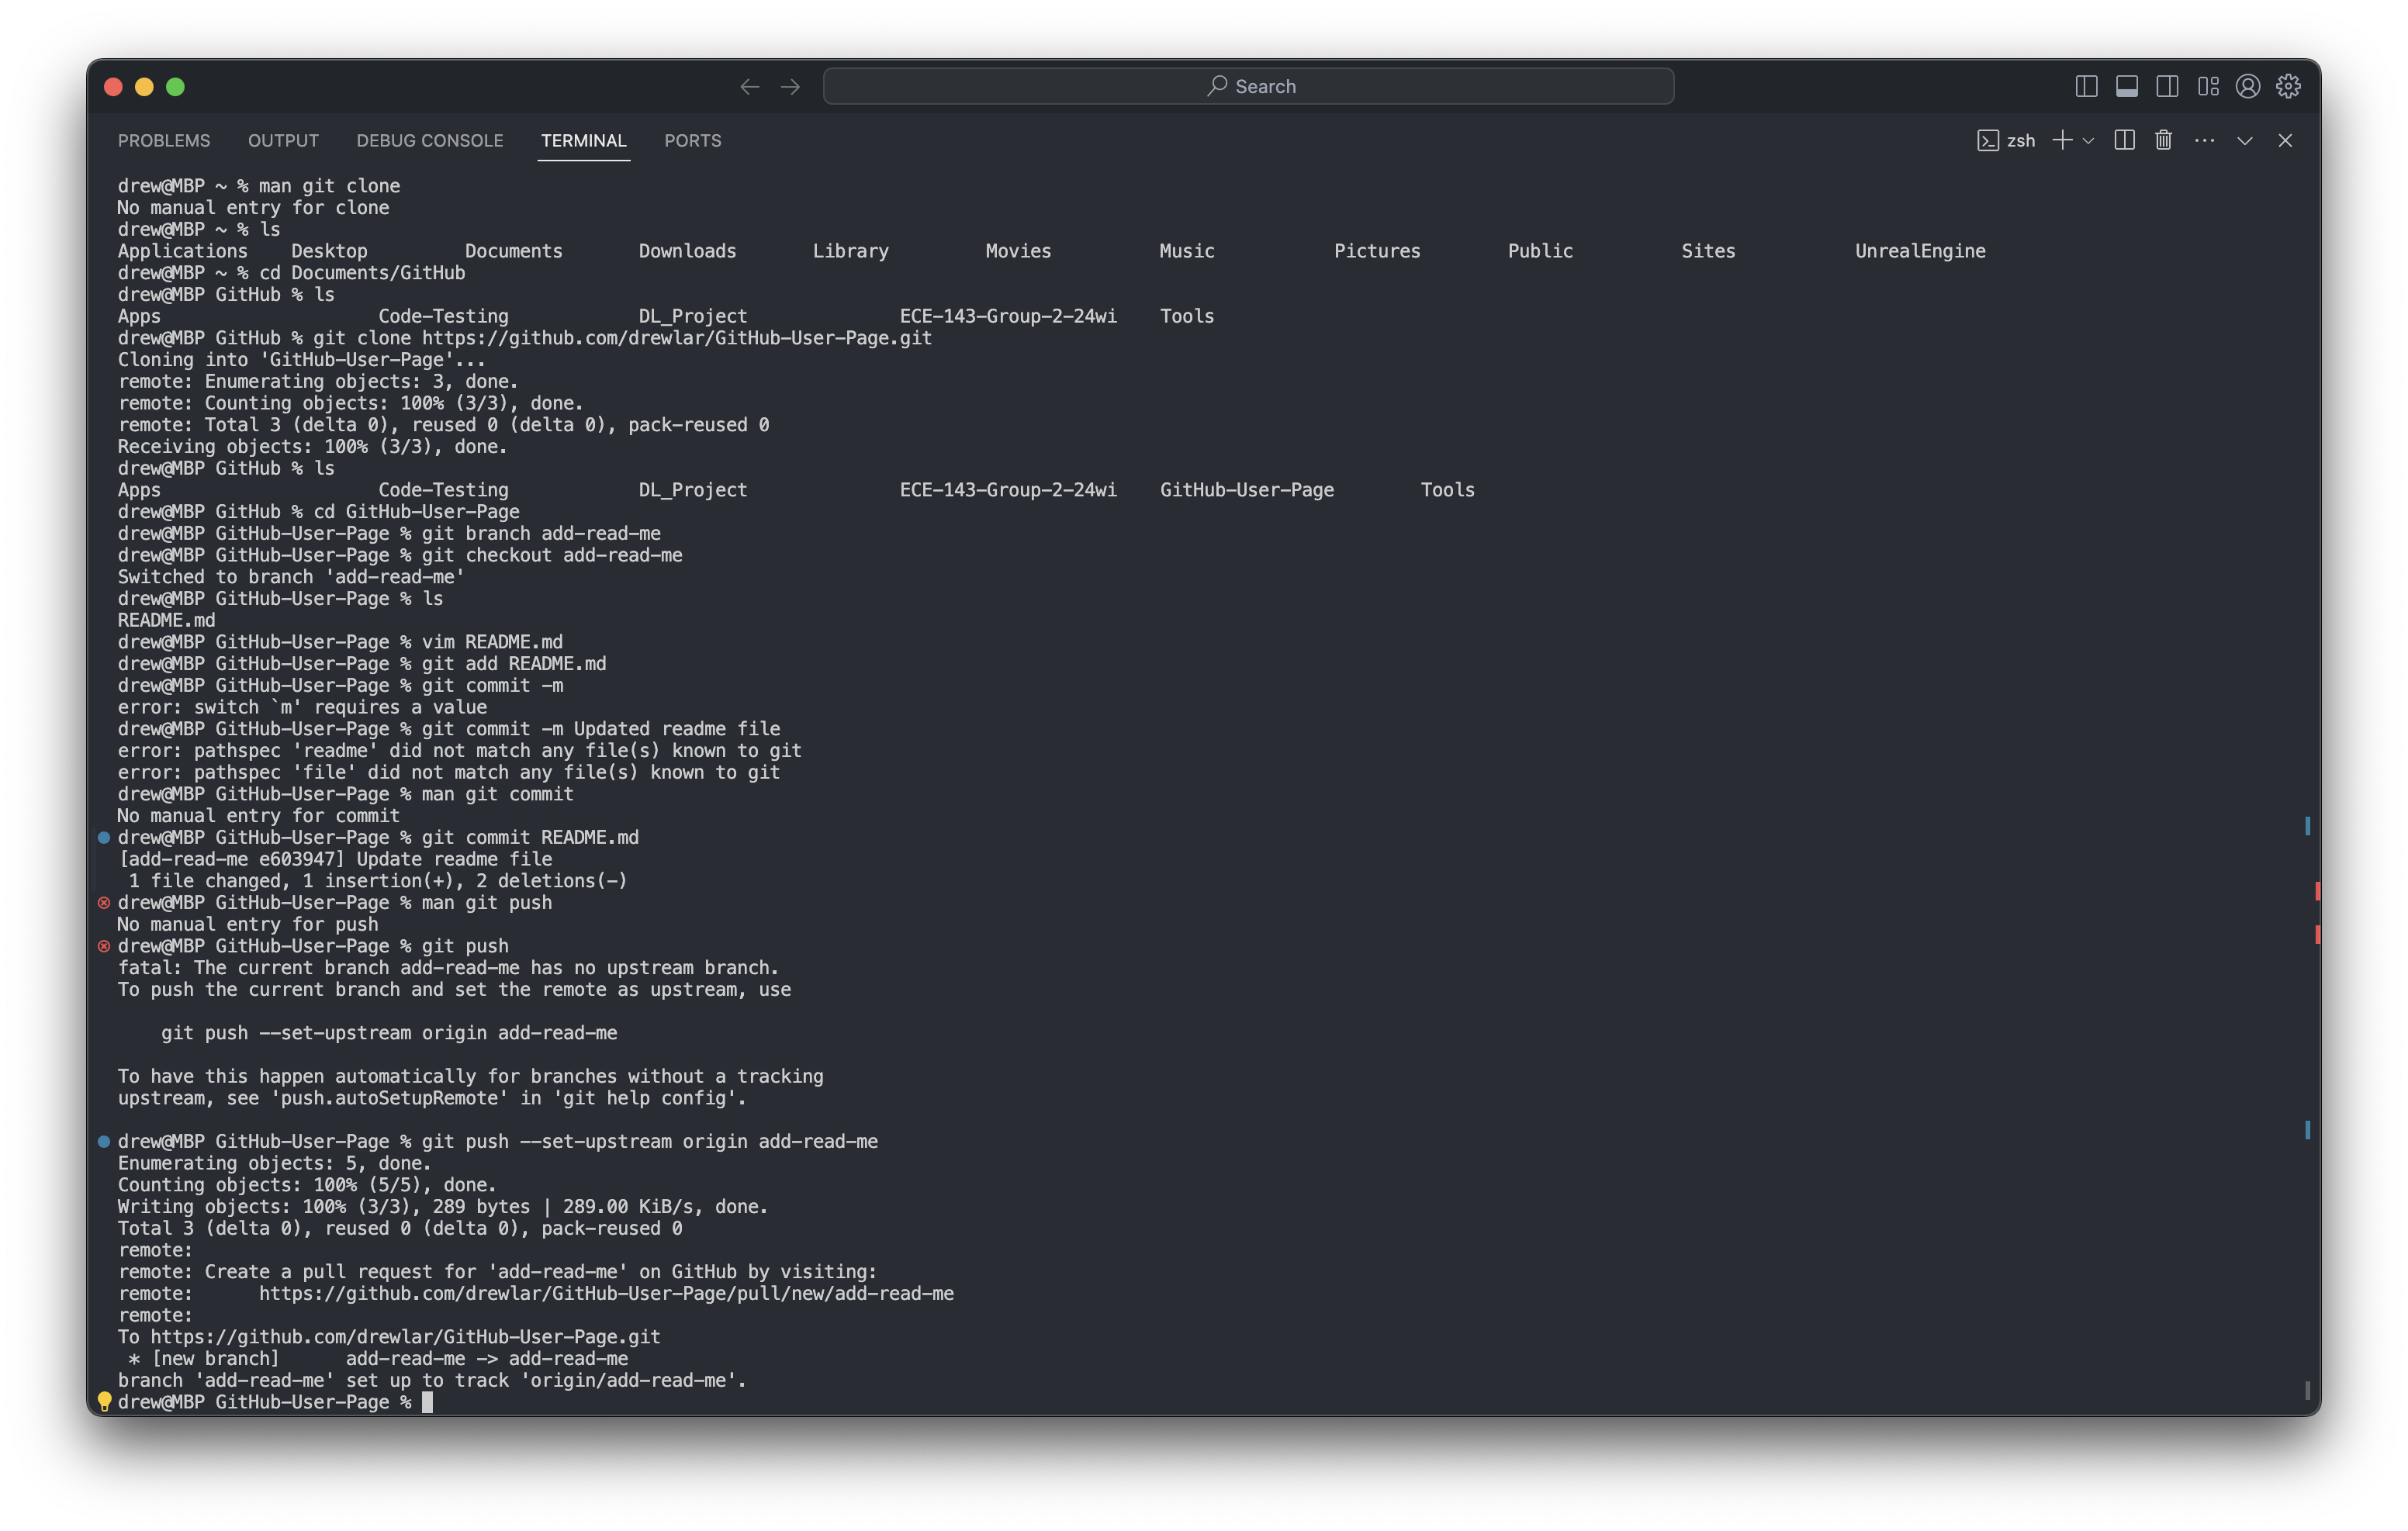 Search
PROBLEMS OUTPUT DEBUG CONSOLE TERMINAL PORTS zsh
drew@MBP ~ % man git clone
No manual entry for clone
drew@MBP ~ % ls
Applications Desktop Documents Downloads Library Movies Music Pictures Public Sites UnrealEngine
drew@MBP ~ % cd Documents/GitHub
drew@MBP GitHub % ls
Apps Code-Testing DL_Project ECE-143-Group-2-24wi Tools
drew@MBP GitHub % git clone https://github.com/drewlar/GitHub-User-Page.git
Cloning into 'GitHub-User-Page'...
remote: Enumerating objects: 3, done.
remote: Counting objects: 100% (3/3), done.
remote: Total 3 (delta 0), reused 0 (delta 0), pack-reused 0
Receiving objects: 100% (3/3), done.
drew@MBP GitHub % ls
Apps Code-Testing DL_Project ECE-143-Group-2-24wi GitHub-User-Page Tools
drew@MBP GitHub % cd GitHub-User-Page
drew@MBP GitHub-User-Page % git branch add-read-me
drew@MBP GitHub-User-Page % git checkout add-read-me
Switched to branch 'add-read-me'
drew@MBP GitHub-User-Page % ls
README.md
drew@MBP GitHub-User-Page % vim README.md
drew@MBP GitHub-User-Page % git add README.md
drew@MBP GitHub-User-Page % git commit -m
error: switch `m' requires a value
drew@MBP GitHub-User-Page % git commit -m Updated readme file
error: pathspec 'readme' did not match any file(s) known to git
error: pathspec 'file' did not match any file(s) known to git
drew@MBP GitHub-User-Page % man git commit
No manual entry for commit
drew@MBP GitHub-User-Page % git commit README.md
[add-read-me e603947] Update readme file
1 file changed, 1 insertion(+), 2 deletions(-)
drew@MBP GitHub-User-Page % man git push
No manual entry for push
drew@MBP GitHub-User-Page % git push
fatal: The current branch add-read-me has no upstream branch.
To push the current branch and set the remote as upstream, use
git push --set-upstream origin add-read-me
To have this happen automatically for branches without a tracking
upstream, see 'push.autoSetupRemote' in 'git help config'.
drew@MBP GitHub-User-Page % git push --set-upstream origin add-read-me
Enumerating objects: 5, done.
Counting objects: 100% (5/5), done.
Writing objects: 100% (3/3), 289 bytes | 289.00 KiB/s, done.
Total 3 (delta 0), reused 0 (delta 0), pack-reused 0
remote:
remote: Create a pull request for 'add-read-me' on GitHub by visiting:
remote: https://github.com/drewlar/GitHub-User-Page/pull/new/add-read-me
remote:
To https://github.com/drewlar/GitHub-User-Page.git
* [new branch] add-read-me -> add-read-me
branch 'add-read-me' set up to track 'origin/add-read-me'.
drew@MBP GitHub-User-Page %